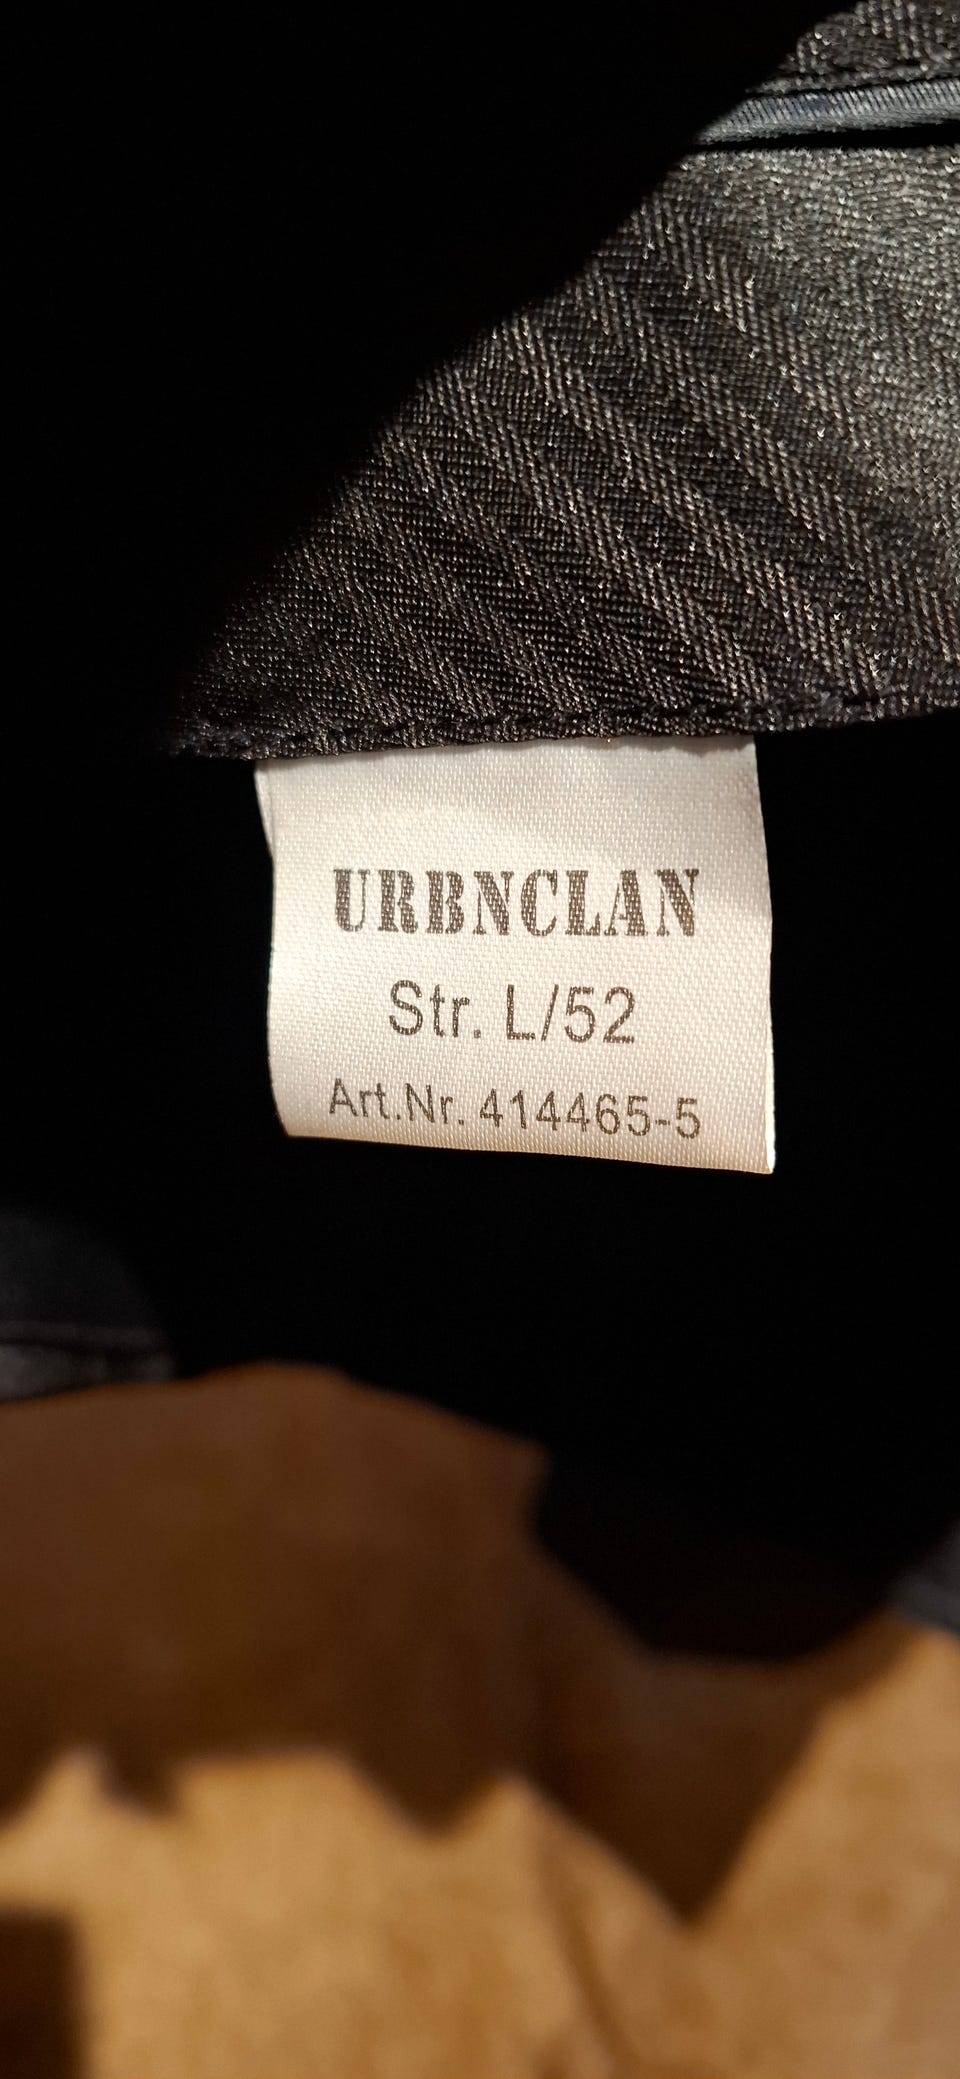 URBNCLAN
Str. L/52
Art.Nr. 414465-5